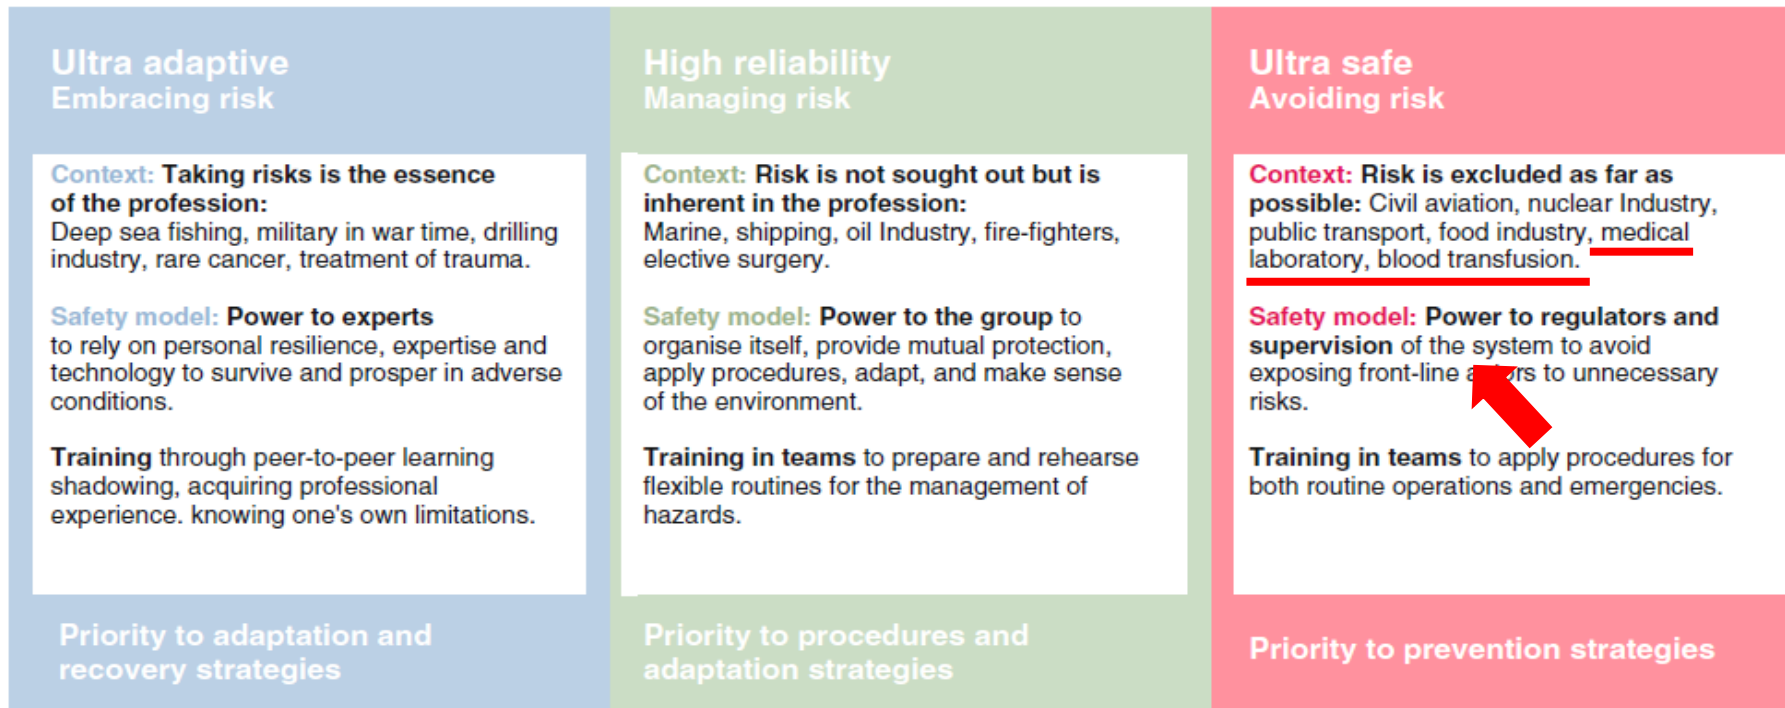 Ultra adaptive
Embracing risk
Context: Taking risks is the essence
of the profession:
Deep sea fishing, military in war time, drilling
industry, rare cancer, treatment of trauma.
Safety model: Power to experts
to rely on personal resilience, expertise and
technology to survive and prosper in adverse
conditions.
Training through peer-to-peer learning
shadowing, acquiring professional
experience. knowing one's own limitations.
Priority to adaptation and
recovery strategies
High reliability
Managing risk
Context: Risk is not sought out but is
inherent in the profession:
Marine, shipping, oil Industry, fire-fighters,
elective surgery.
Safety model: Power to the group to
organise itself, provide mutual protection,
apply procedures, adapt, and make sense
of the environment.
Training in teams to prepare and rehearse
flexible routines for the management of
hazards.
Priority to procedures and
adaptation strategies
Ultra safe
Avoiding risk
Context: Risk is excluded as far as
possible: Civil aviation, nuclear Industry,
public transport, food industry, medical
laboratory, blood transfusion.
Safety model: Power to regulators and
supervision of the system to avoid
exposing front-line actors to unnecessary
risks.
Training in teams to apply procedures for
both routine operations and emergencies.
Priority to prevention strategies